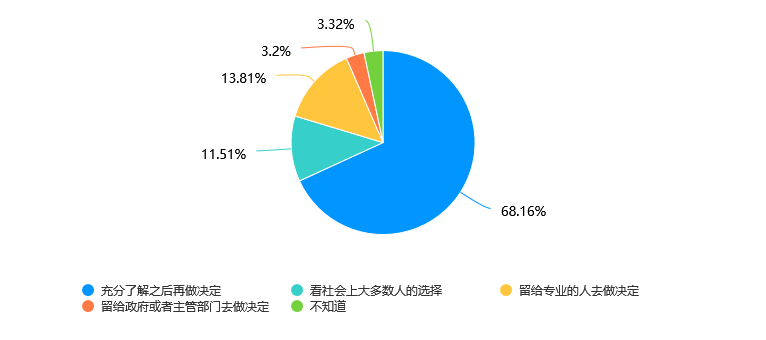 3.32%
3.2%
13.81%
11.51%
68.16%
充分了解之后再做决定 看社会上大多数人的选择 留给专业的人去做决定
留给政府或者主管部门去做决定 不知道